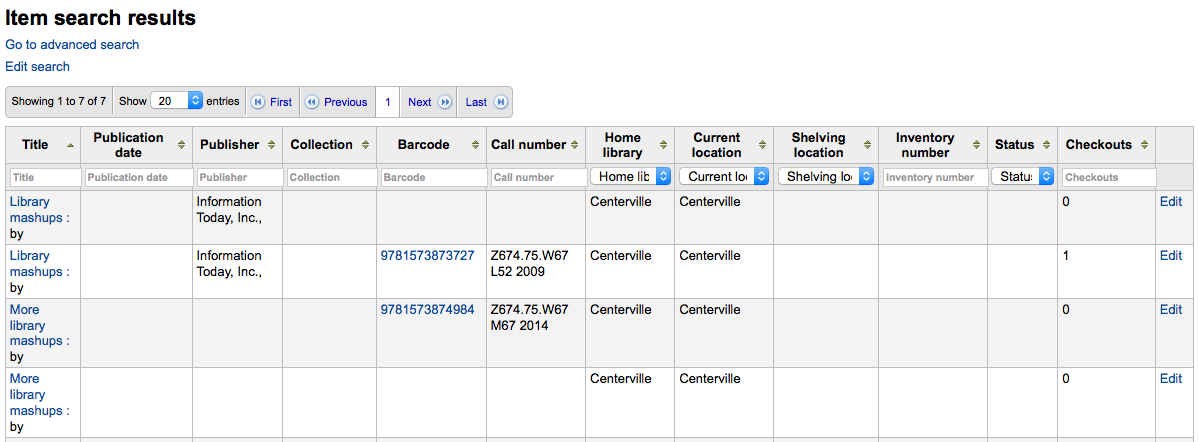 Item search results
Go to advanced search
Edit search
Showing 1 to 7 of 7 Show 20 entries First Previous 1 Next Last
Title Publication date Publisher Collection Barcode Call number Home library Current location Shelving location Inventory number Status Checkouts
Title Publication date Publisher Collection Barcode Call number Home lib Current loc Shelving loc Inventory number Status Checkouts
Library Information Centerville Centerville 0 Edit
mashups : Today, Inc.,
by
Library Information 9781573873727 Z674.75.W67 Centerville Centerville 1 Edit
mashups : Today, Inc., L52 2009
by
More 9781573874984 Z674.75.W67 Centerville Centerville 0 Edit
library M67 2014
mashups :
by
More Centerville Centerville 0 Edit
library
mashups :
by